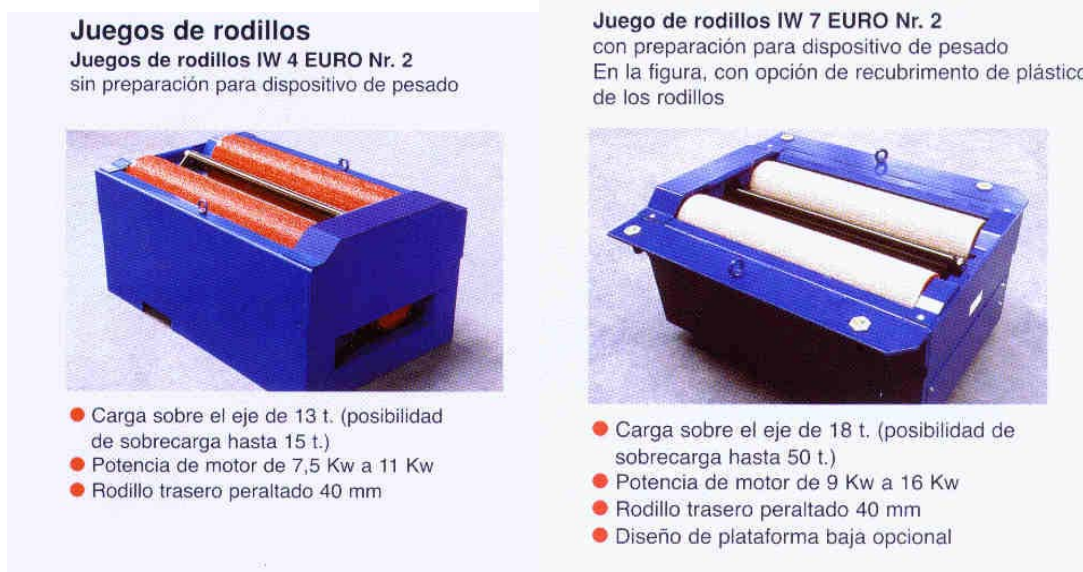 Juegos de rodillos
Juegos de rodillos IW 4 EURO Nr. 2
sin preparación para dispositivo de pesado
Carga sobre el eje de 13 t. (posibilidad
de sobrecarga hasta 15 t.)
Potencia de motor de 7,5 Kw a 11 Kw
Rodillo trasero peraltado 40 mm
Juego de rodillos IW 7 EURO Nr. 2
con preparación para dispositivo de pesado
En la figura, con opción de recubrimento de plástico
de los rodillos
Carga sobre el eje de 18 t. (posibilidad de
sobrecarga hasta 50 t.)
Potencia de motor de 9 Kw a 16 Kw
Rodillo trasero peraltado 40 mm
Diseño de plataforma baja opcional